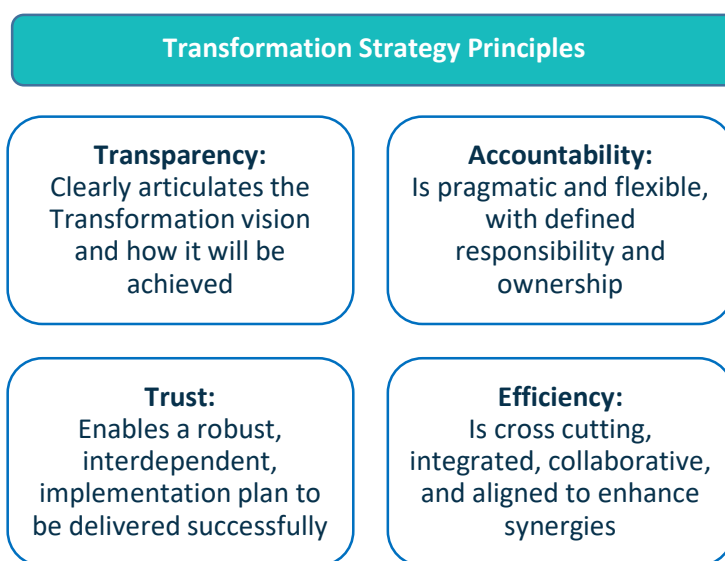 Transformation Strategy Principles
Transparency:
Clearly articulates the
Transformation vision
and how it will be
achieved
Accountability:
Is pragmatic and flexible,
with defined
responsibility and
ownership
Trust:
Enables a robust,
interdependent,
implementation plan to
be delivered successfully
Efficiency:
Is cross cutting,
integrated, collaborative,
and aligned to enhance
synergies